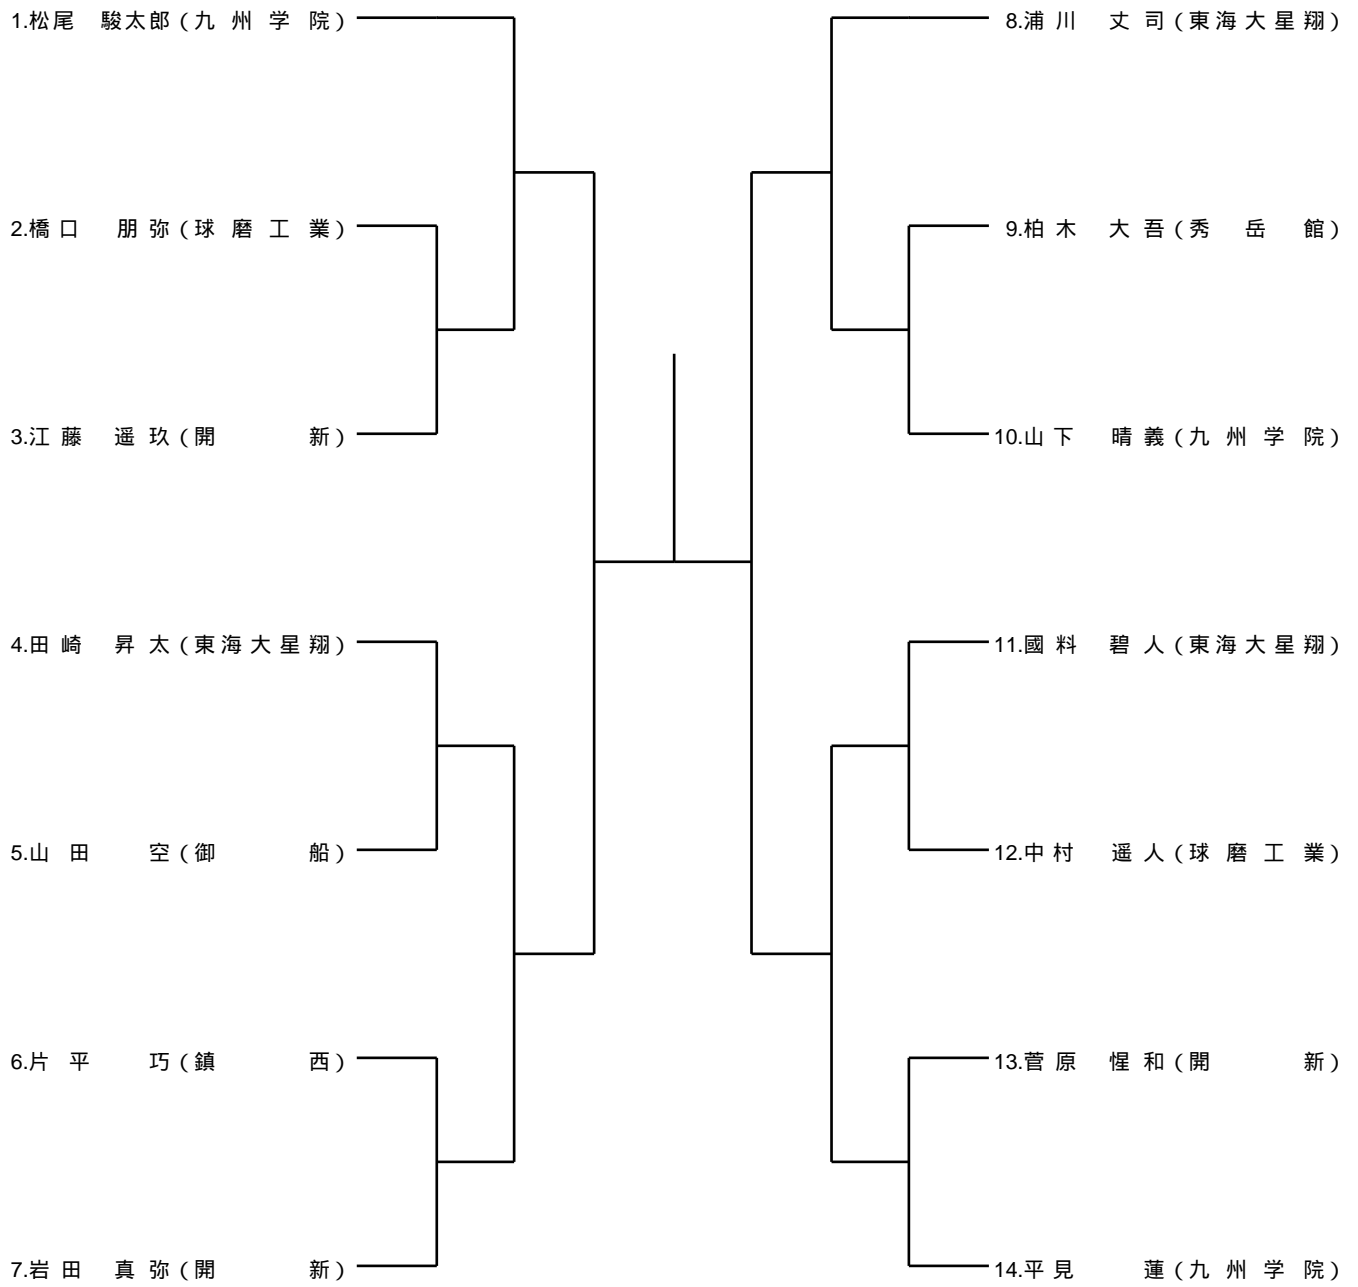 1.松尾 駿太郎(九州学院)
2.橋口 朋弥(球磨工業)
3.江藤 遥玖(開新)
4.田崎 昇太(東海大星翔)
5.山田 空(御船)
6.片平 巧(鎮西)
7.岩田 真弥(開新)
8.浦川 丈司(東海大星翔)
9.柏木 大吾(秀岳館)
10.山下 晴義(九州学院)
11.國料 碧人(東海大星翔)
12.中村 遥人(球磨工業)
13.菅原 惺和(開新)
14.平見 蓮(九州学院)